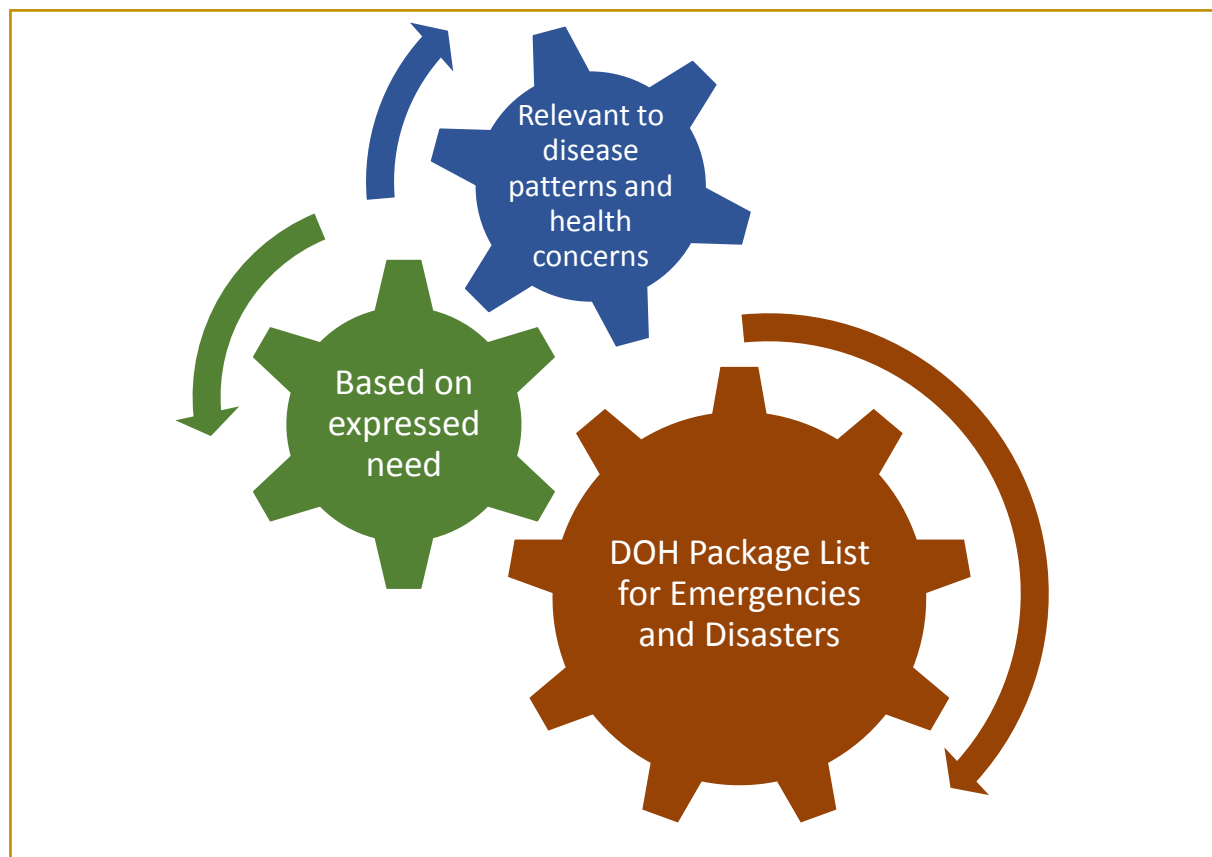 Relevant to
disease
patterns and
health
concerns
Based on
expressed
need
DOH Package List
for Emergencies
and Disasters